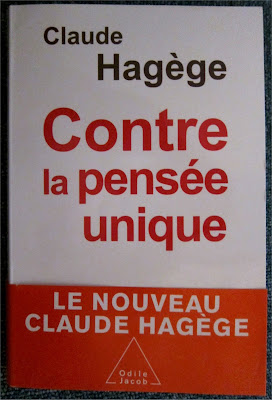 Claude
Hagège
Contre
la pensée
unique
LE NOUVEAU
CLAUDE HAGÈGE
Odile
Jacob